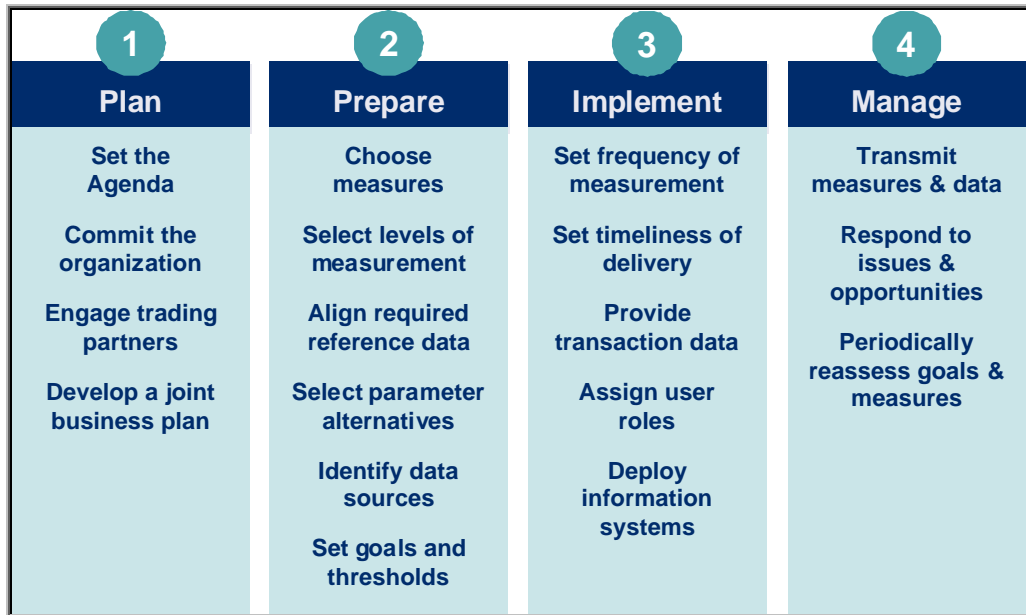 1
Plan
Set the
Agenda
Commit the
organization
Engage trading
partners
Develop a joint
business plan
2
Prepare
Choose
measures
Select levels of
measurement
Align required
reference data
Select parameter
alternatives
Identify data
sources
Set goals and
thresholds
3
Implement
Set frequency of
measurement
Set timeliness of
delivery
Provide
transaction data
Assign user
roles
Deploy
information
systems
4
Manage
Transmit
measures & data
Respond to
issues &
opportunities
Periodically
reassess goals &
measures